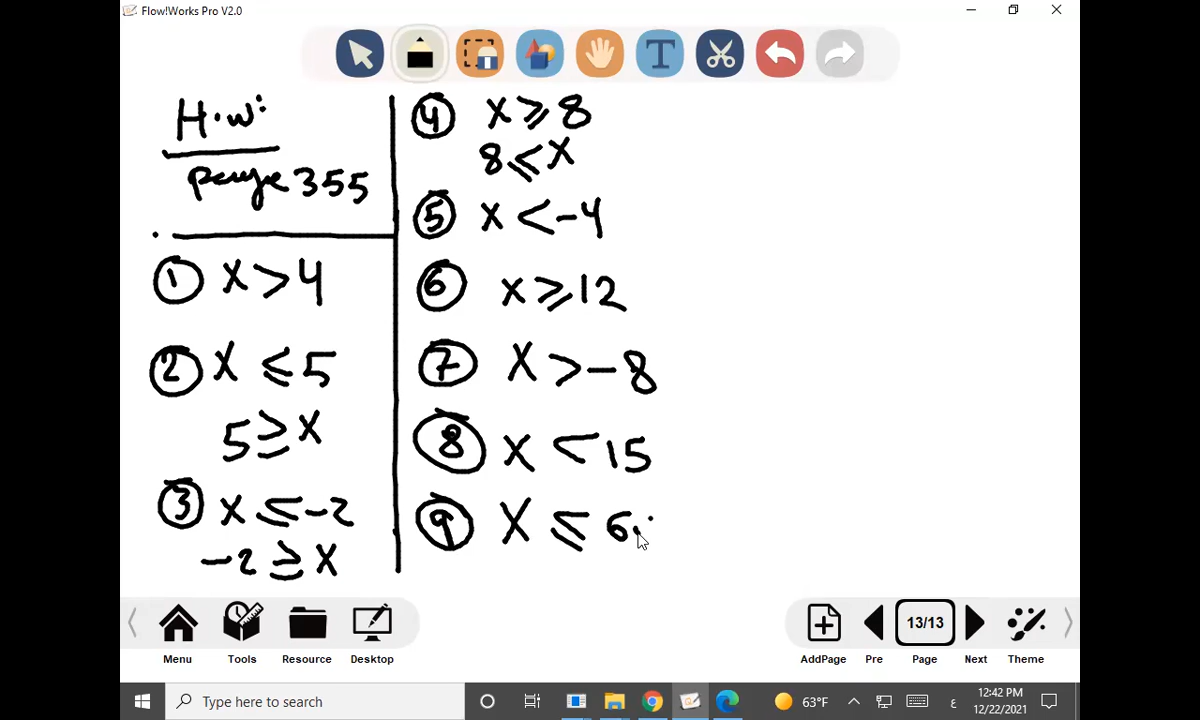 Flow!Works Pro V2.0
H.w:
page 355
① x > 4
② x ≤ 5
5 ≥ x
③ x ≤ -2
-2 ≥ x
④ x ≥ 8
8 ≤ x
⑤ x < -4
⑥ x ≥ 12
⑦ x > -8
⑧ x < 15
⑨ x ≤ 6.
Menu Tools Resource Desktop
13/13
AddPage Pre Page Next Theme
Type here to search
63°F
ع
12:42 PM
12/22/2021